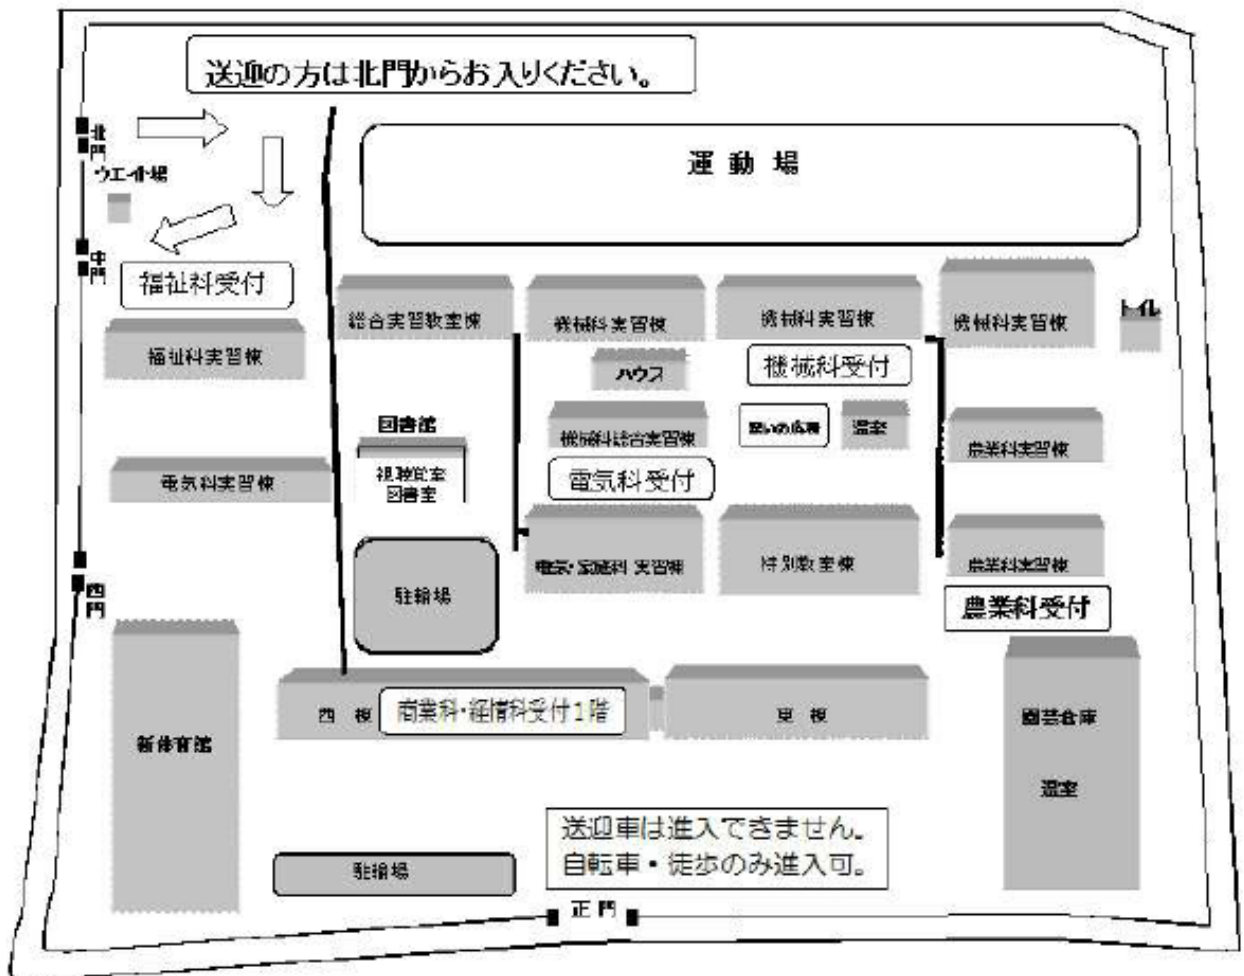 送迎の方は北門からお入りください。
北門
ウエイト場
運動場
中門
福祉科受付
総合実習教室棟
機械科実習棟
機械科実習棟
機械科実習棟
トイレ
福祉科実習棟
ハウス
機械科受付
図書館
機械科総合実習棟
憩いの広場
温室
農業科実習棟
電気科実習棟
視聴覚室
図書室
電気科受付
電気・家庭科 実習棟
特別教室棟
農業科実習棟
西門
駐輪場
農業科受付
西 棟
商業科・経情科受付1階
東 棟
園芸倉庫
新体育館
温室
送迎車は進入できません。
自転車・徒歩のみ進入可。
駐輪場
正門